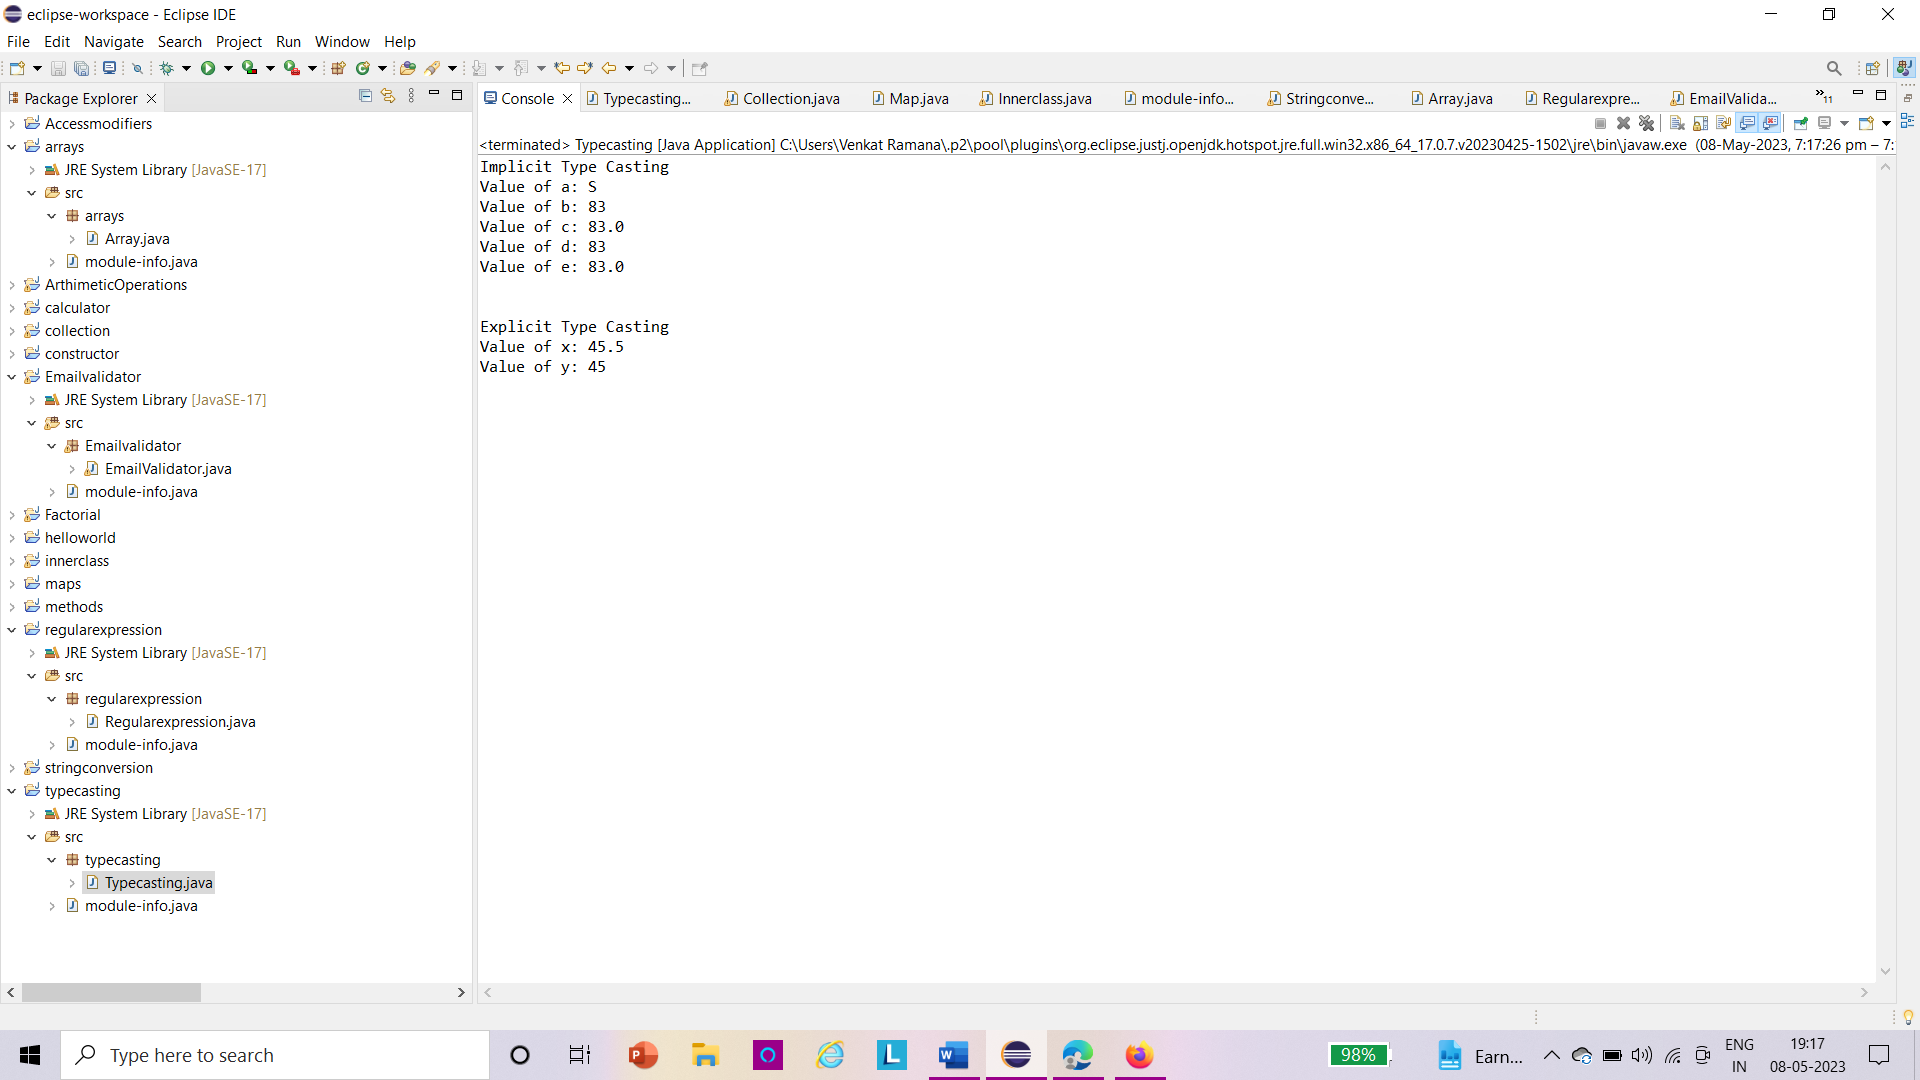 eclipse-workspace - Eclipse IDE
File Edit Navigate Search Project Run Window Help
Package Explorer
Accessmodifiers
arrays
JRE System Library [JavaSE-17]
src
arrays
Array.java
module-info.java
ArthimeticOperations
calculator
collection
constructor
Emailvalidator
JRE System Library [JavaSE-17]
src
Emailvalidator
EmailValidator.java
module-info.java
Factorial
helloworld
innerclass
maps
methods
regularexpression
JRE System Library [JavaSE-17]
src
regularexpression
Regularexpression.java
module-info.java
stringconversion
typecasting
JRE System Library [JavaSE-17]
src
typecasting
Typecasting.java
module-info.java
Console Typecasting... Collection.java Map.java Innerclass.java module-info... Stringconve... Array.java Regularexpre... EmailValida... »11
<terminated> Typecasting [Java Application] C:\Users\Venkat Ramana\.p2\pool\plugins\org.eclipse.justj.openjdk.hotspot.jre.full.win32.x86_64_17.0.7.v20230425-1502\jre\bin\javaw.exe (08-May-2023, 7:17:26 pm – 7:
Implicit Type Casting
Value of a: S
Value of b: 83
Value of c: 83.0
Value of d: 83
Value of e: 83.0
Explicit Type Casting
Value of x: 45.5
Value of y: 45
Type here to search
98%
Earn...
ENG
IN
19:17
08-05-2023